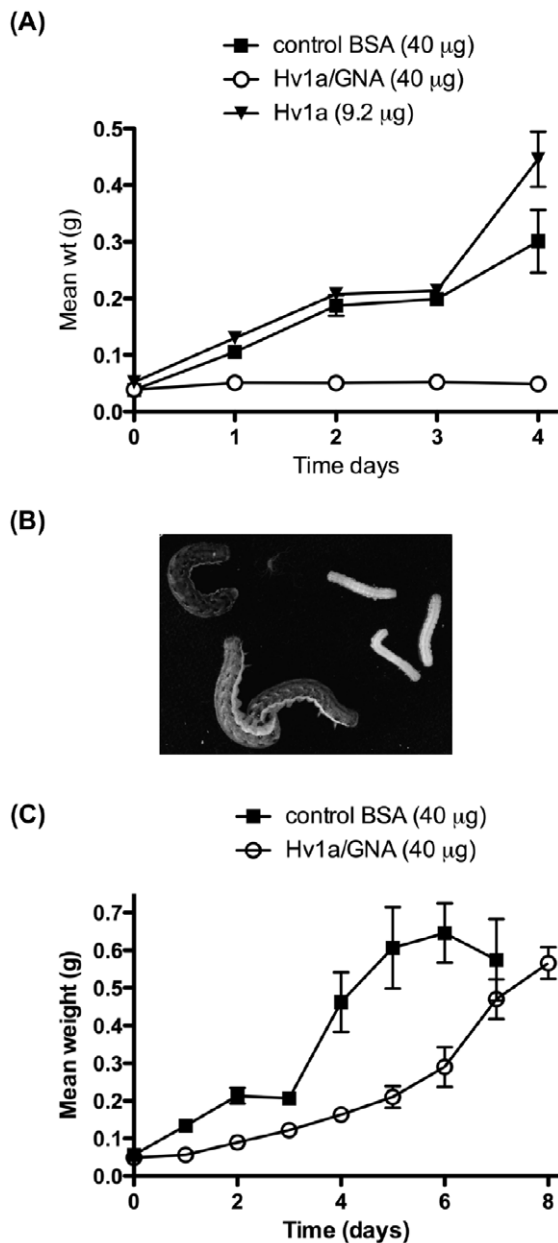 (A)
control BSA (40 µg)
Hv1a/GNA (40 µg)
Hv1a (9.2 µg)
0.5
0.4
0.3
0.2
0.1
0.0
Mean wt (g)
0 1 2 3 4
Time days
(B)
(C)
control BSA (40 µg)
Hv1a/GNA (40 µg)
0.7
0.6
0.5
0.4
0.3
0.2
0.1
0.0
Mean weight (g)
0 2 4 6 8
Time (days)